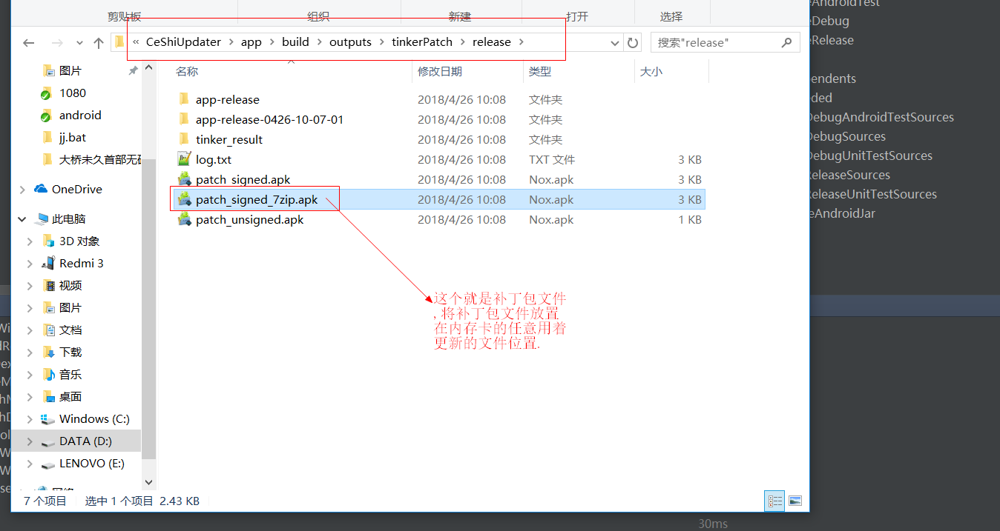 剪贴板 组织 新建 打开 选择
« CeShiUpdater › app › build › outputs › tinkerPatch › release ›
搜索"release"
图片
1080
android
jj.bat
大桥未久首部无
OneDrive
此电脑
3D 对象
Redmi 3
视频
图片
文档
下载
音乐
桌面
Windows (C:)
DATA (D:)
LENOVO (E:)
网络
名称 修改日期 类型 大小
app-release 2018/4/26 10:08 文件夹
app-release-0426-10-07-01 2018/4/26 10:08 文件夹
tinker_result 2018/4/26 10:08 文件夹
log.txt 2018/4/26 10:08 TXT 文件 3 KB
patch_signed.apk 2018/4/26 10:08 Nox.apk 3 KB
patch_signed_7zip.apk 2018/4/26 10:08 Nox.apk 3 KB
patch_unsigned.apk 2018/4/26 10:08 Nox.apk 1 KB
这个就是补丁包文件
, 将补丁包文件放置
在内存卡的任意用着
更新的文件位置.
7 个项目 选中 1 个项目 2.43 KB
eAndroidTest
eDebug
eRelease
endents
ded
DebugAndroidTestSources
DebugSources
DebugUnitTestSources
ReleaseSources
ReleaseUnitTestSources
eAndroidJar
30ms